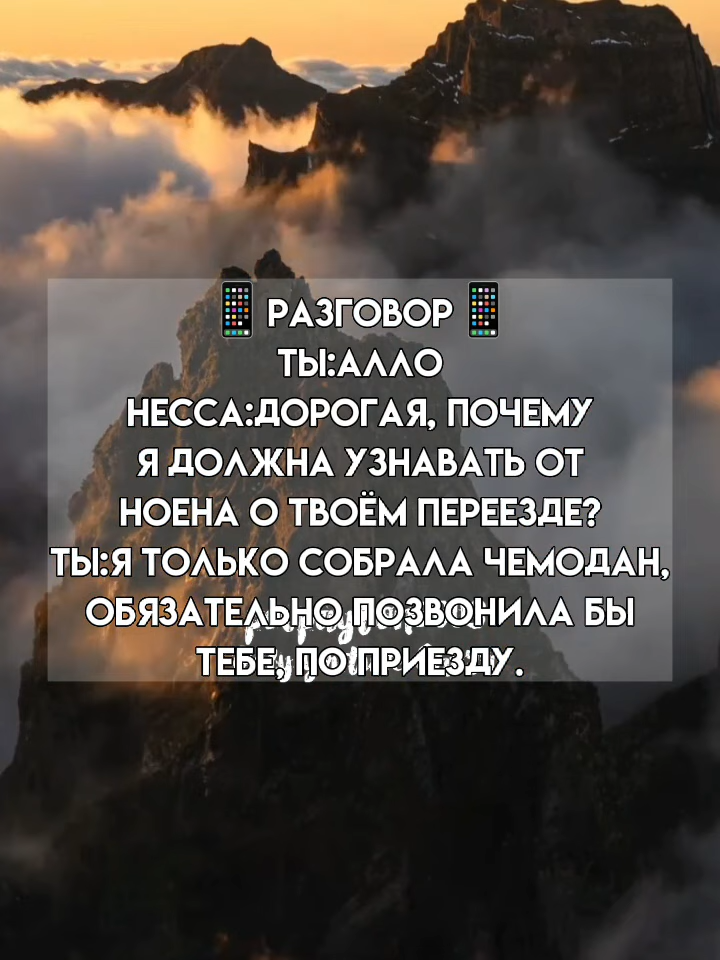 📱 РАЗГОВОР 📱
ТЫ:АЛЛО
НЕССА:ДОРОГАЯ, ПОЧЕМУ
Я ДОЛЖНА УЗНАВАТЬ ОТ
НОЕНА О ТВОЁМ ПЕРЕЕЗДЕ?
ТЫ:Я ТОЛЬКО СОБРАЛА ЧЕМОДАН,
ОБЯЗАТЕЛЬНО ПОЗВОНИЛА БЫ
ТЕБЕ, ПО ПРИЕЗДУ.